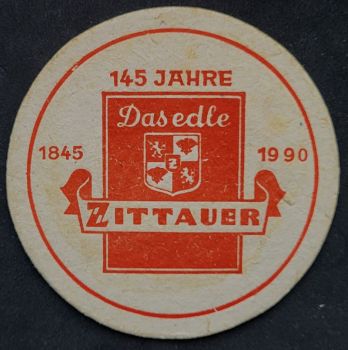 145 JAHRE
Das edle
1845
1990
Z
ZITTAUER